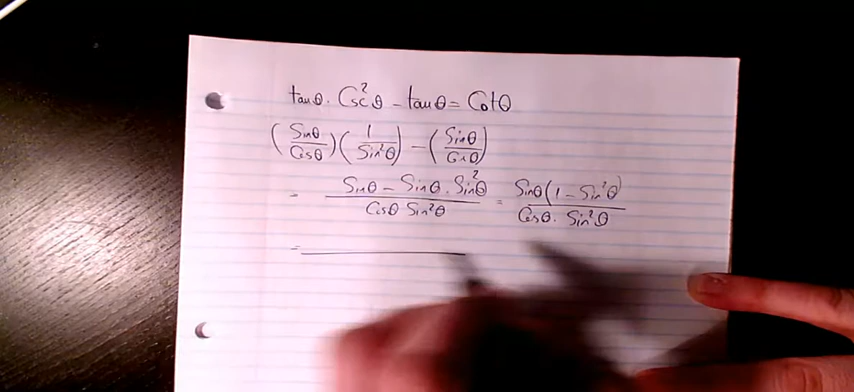 tanθ . Csc²θ - tanθ = Cotθ
(Sinθ/Cosθ)(1/Sin²θ) - (Sinθ/Cosθ)
= (Sinθ - Sinθ . Sin²θ)/(Cosθ Sin²θ) = Sinθ(1 - Sin²θ)/(Cosθ . Sin²θ)
=